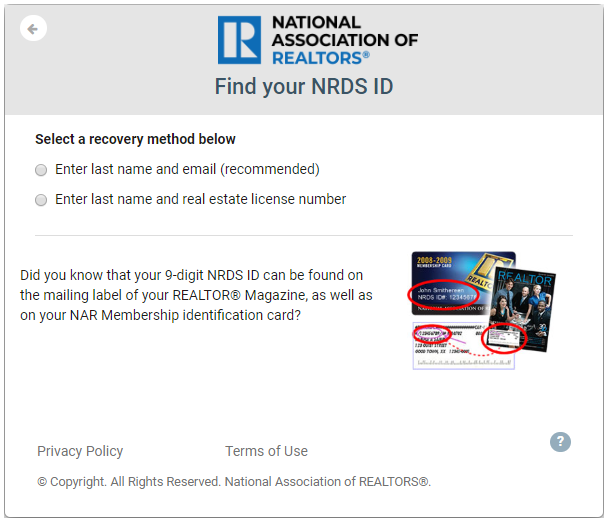 NATIONAL
ASSOCIATION OF
REALTORS®
Find your NRDS ID
Select a recovery method below
Enter last name and email (recommended)
Enter last name and real estate license number
Did you know that your 9-digit NRDS ID can be found on
the mailing label of your REALTOR® Magazine, as well as
on your NAR Membership identification card?
2008-2009
MEMBERSHIP CARD
John Smithersen
NRDS ID#: 12345678
REALTOR
GOOD TOWN, XX
?
Privacy Policy
Terms of Use
© Copyright. All Rights Reserved. National Association of REALTORS®.